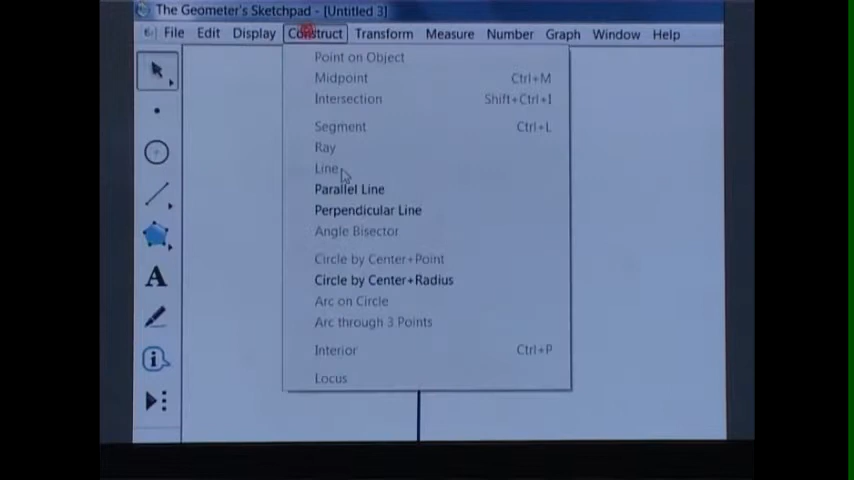 The Geometer's Sketchpad - [Untitled 3]
File Edit Display Construct Transform Measure Number Graph Window Help
Point on Object
Midpoint Ctrl+M
Intersection Shift+Ctrl+I
Segment Ctrl+L
Ray
Line
Parallel Line
Perpendicular Line
Angle Bisector
Circle by Center+Point
Circle by Center+Radius
Arc on Circle
Arc through 3 Points
Interior Ctrl+P
Locus
A